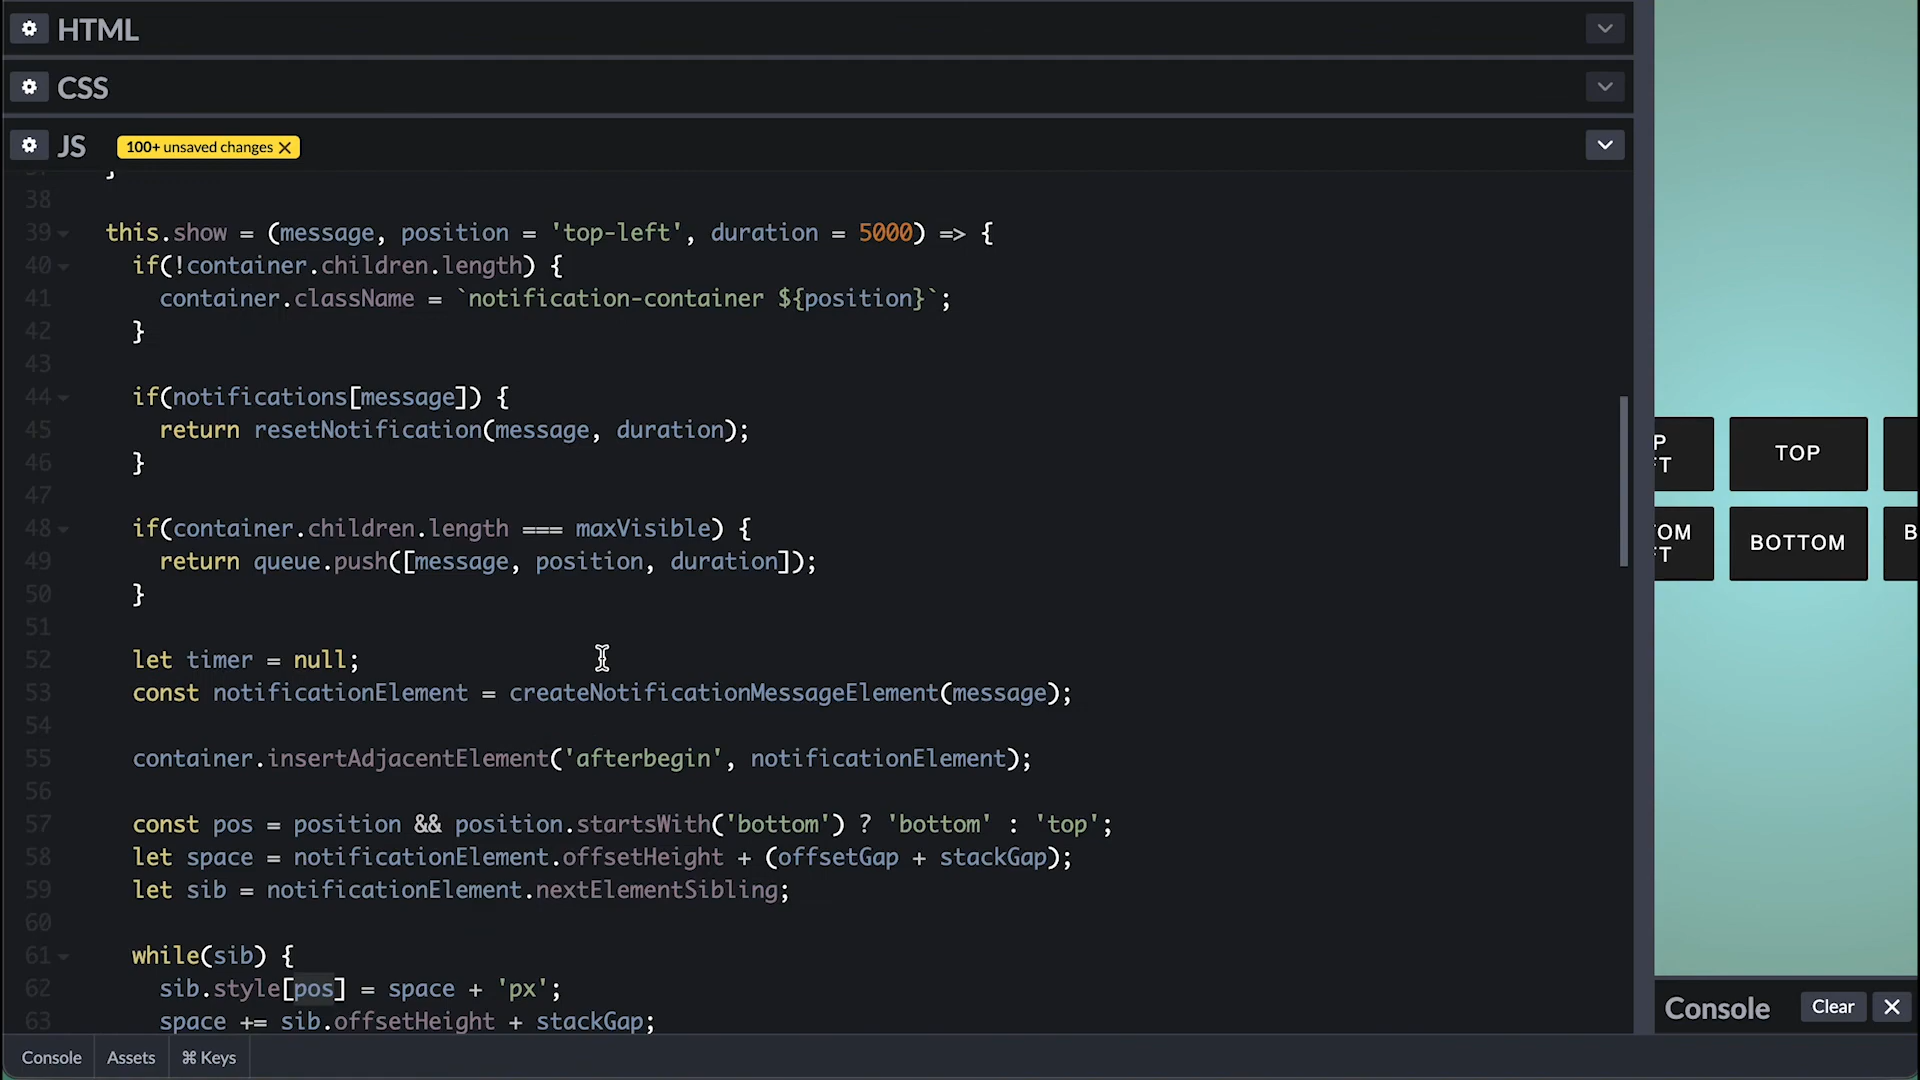 HTML
CSS
JS 100+ unsaved changes
}
38
39 this.show = (message, position = 'top-left', duration = 5000) => {
40 if(!container.children.length) {
41 container.className = `notification-container ${position}`;
42 }
43
44 if(notifications[message]) {
45 return resetNotification(message, duration);
46 }
47
48 if(container.children.length === maxVisible) {
49 return queue.push([message, position, duration]);
50 }
51
52 let timer = null;
53 const notificationElement = createNotificationMessageElement(message);
54
55 container.insertAdjacentElement('afterbegin', notificationElement);
56
57 const pos = position && position.startsWith('bottom') ? 'bottom' : 'top';
58 let space = notificationElement.offsetHeight + (offsetGap + stackGap);
59 let sib = notificationElement.nextElementSibling;
60
61 while(sib) {
62 sib.style[pos] = space + 'px';
63 space += sib.offsetHeight + stackGap;
P
FT
TOP
OM
FT
BOTTOM
B
Console Clear
Console Assets ⌘ Keys